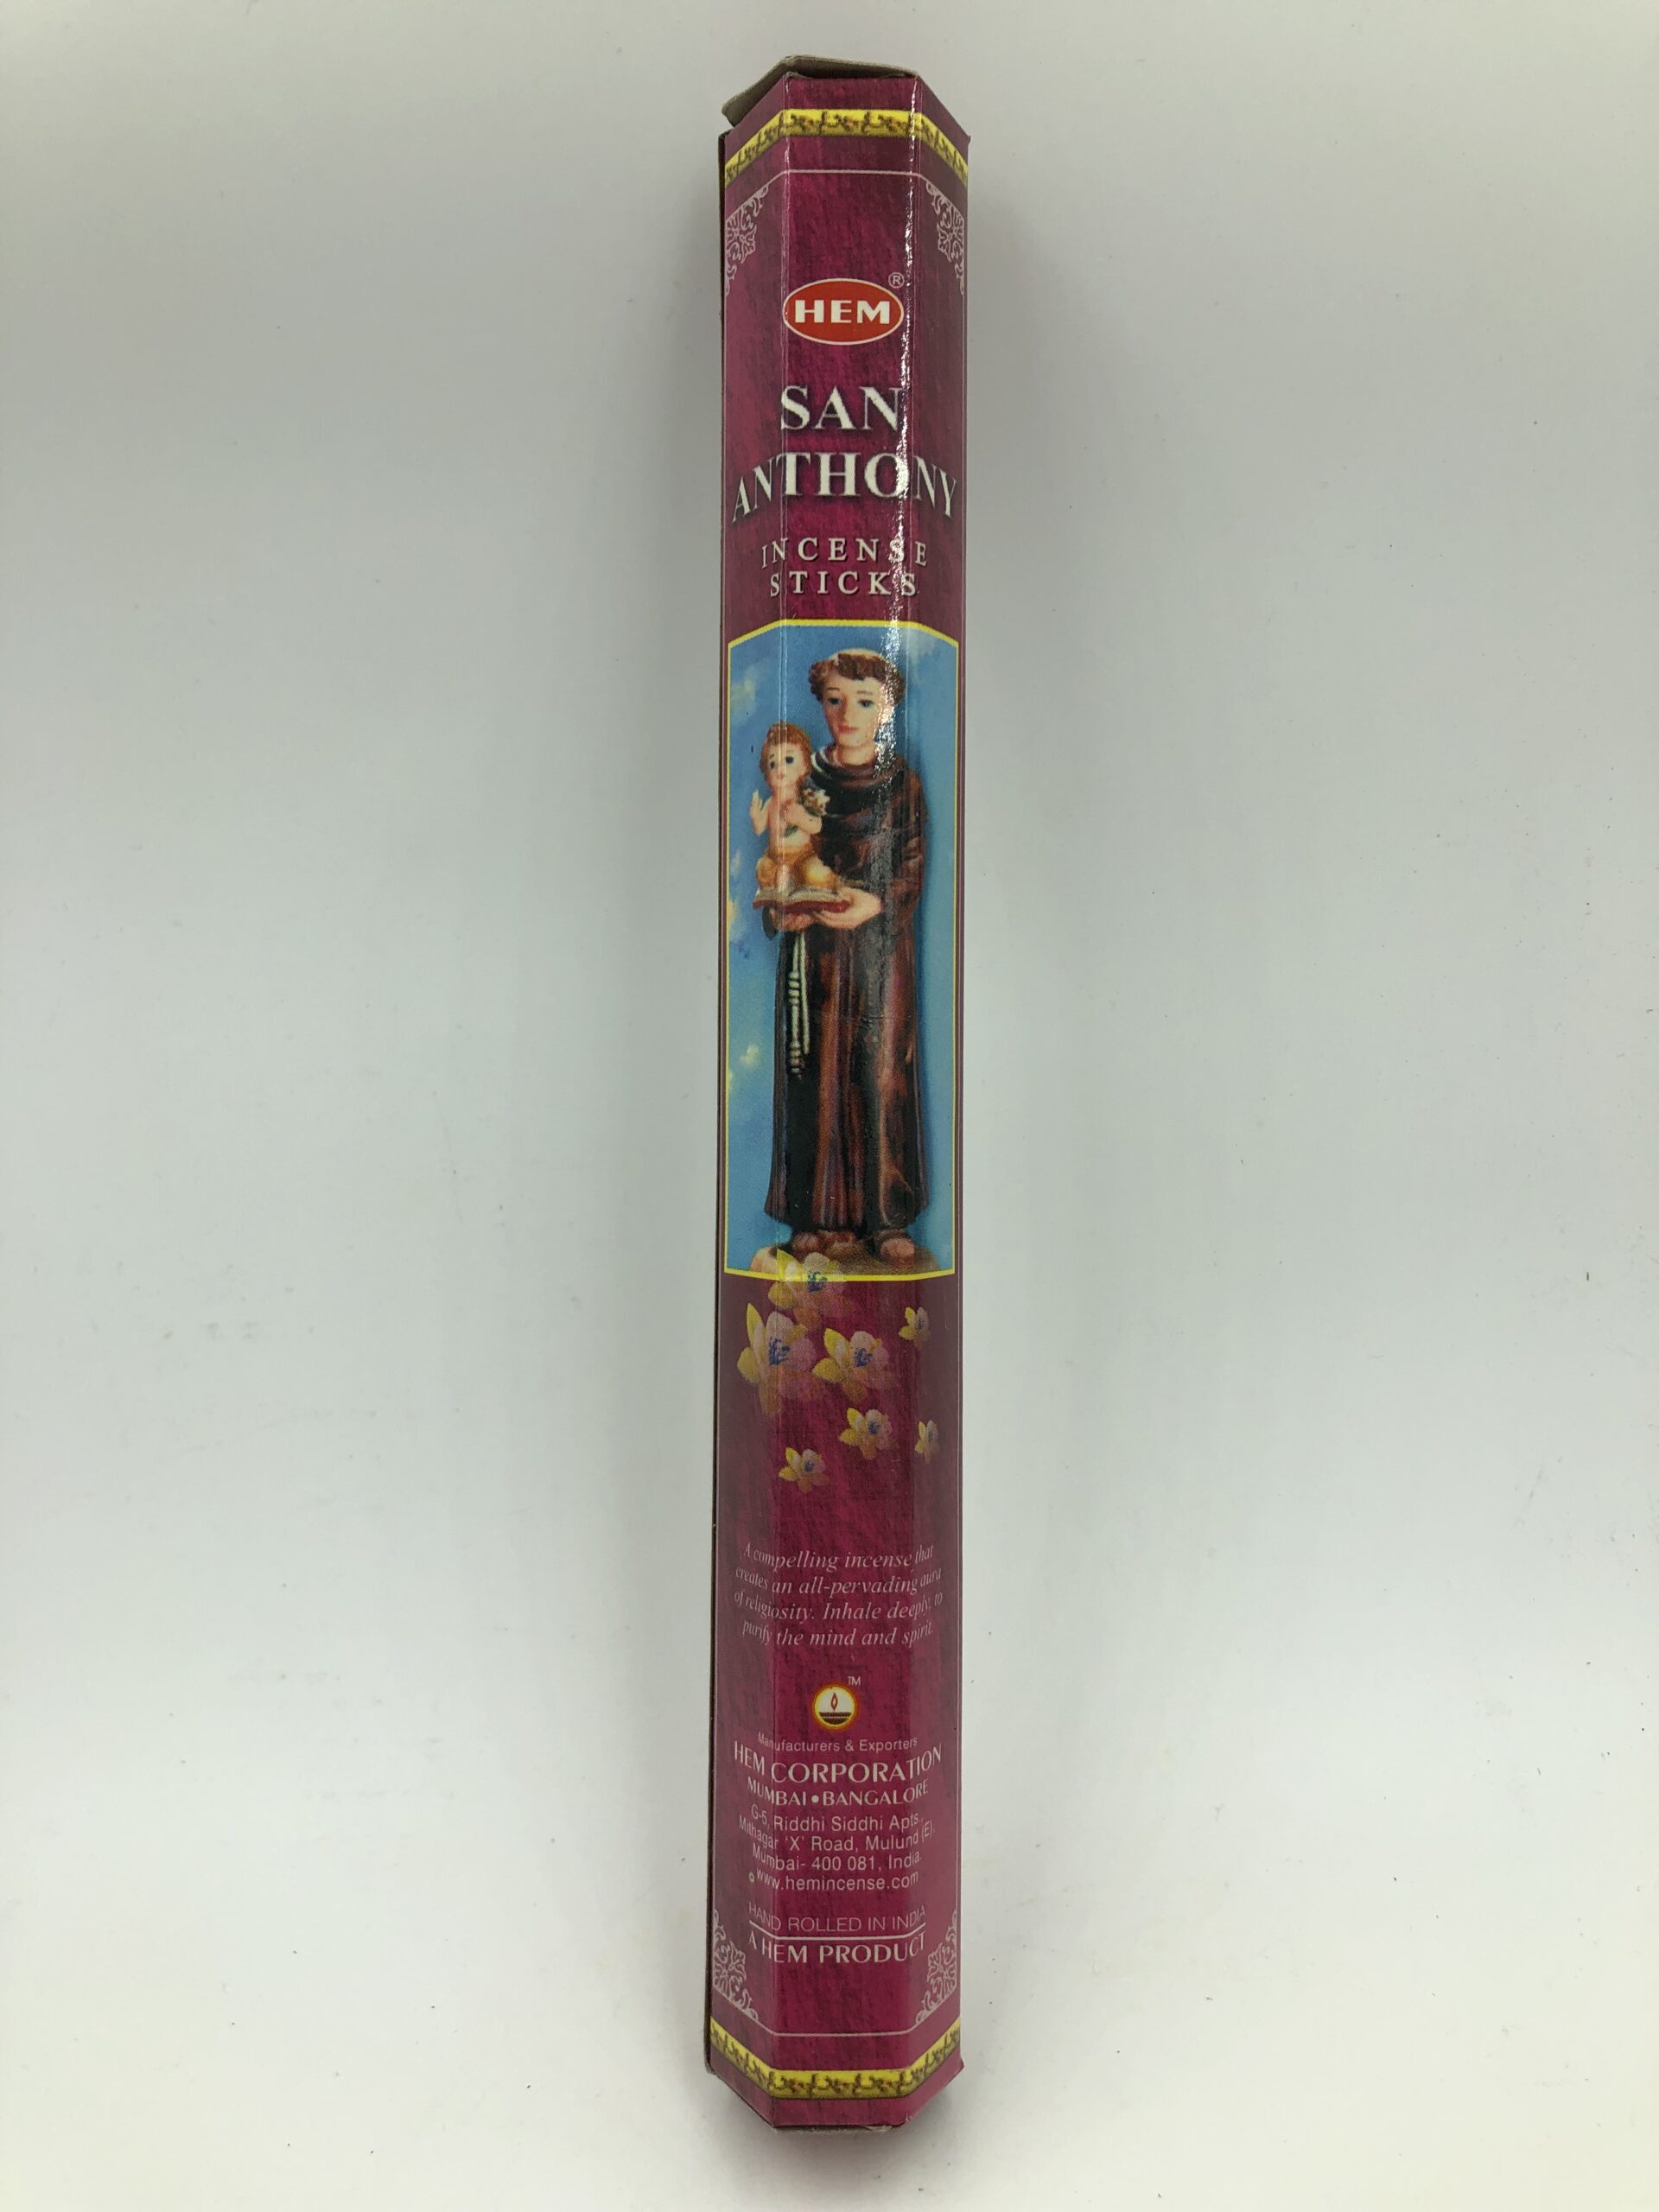 HEM®
SAN
ANTHONY
INCENSE
STICKS
A compelling incense that
creates an all-pervading aura
of religiosity. Inhale deeply, to
purify the mind and spirit.
TM
Manufacturers & Exporters
HEM CORPORATION
MUMBAI•BANGALORE
G-5, Riddhi Siddhi Apts.,
Mithagar 'X' Road, Mulund (E),
Mumbai- 400 081, India.
www.hemincense.com
HAND ROLLED IN INDIA
A HEM PRODUCT